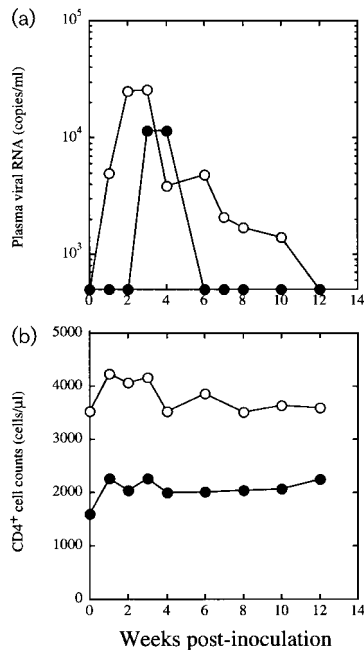 (a)
Plasma viral RNA (copies/ml)
10^5
10^4
10^3
0 2 4 6 8 10 12 14
(b)
CD4+ cell counts (cells/µl)
5000
4000
3000
2000
1000
0
0 2 4 6 8 10 12 14
Weeks post-inoculation